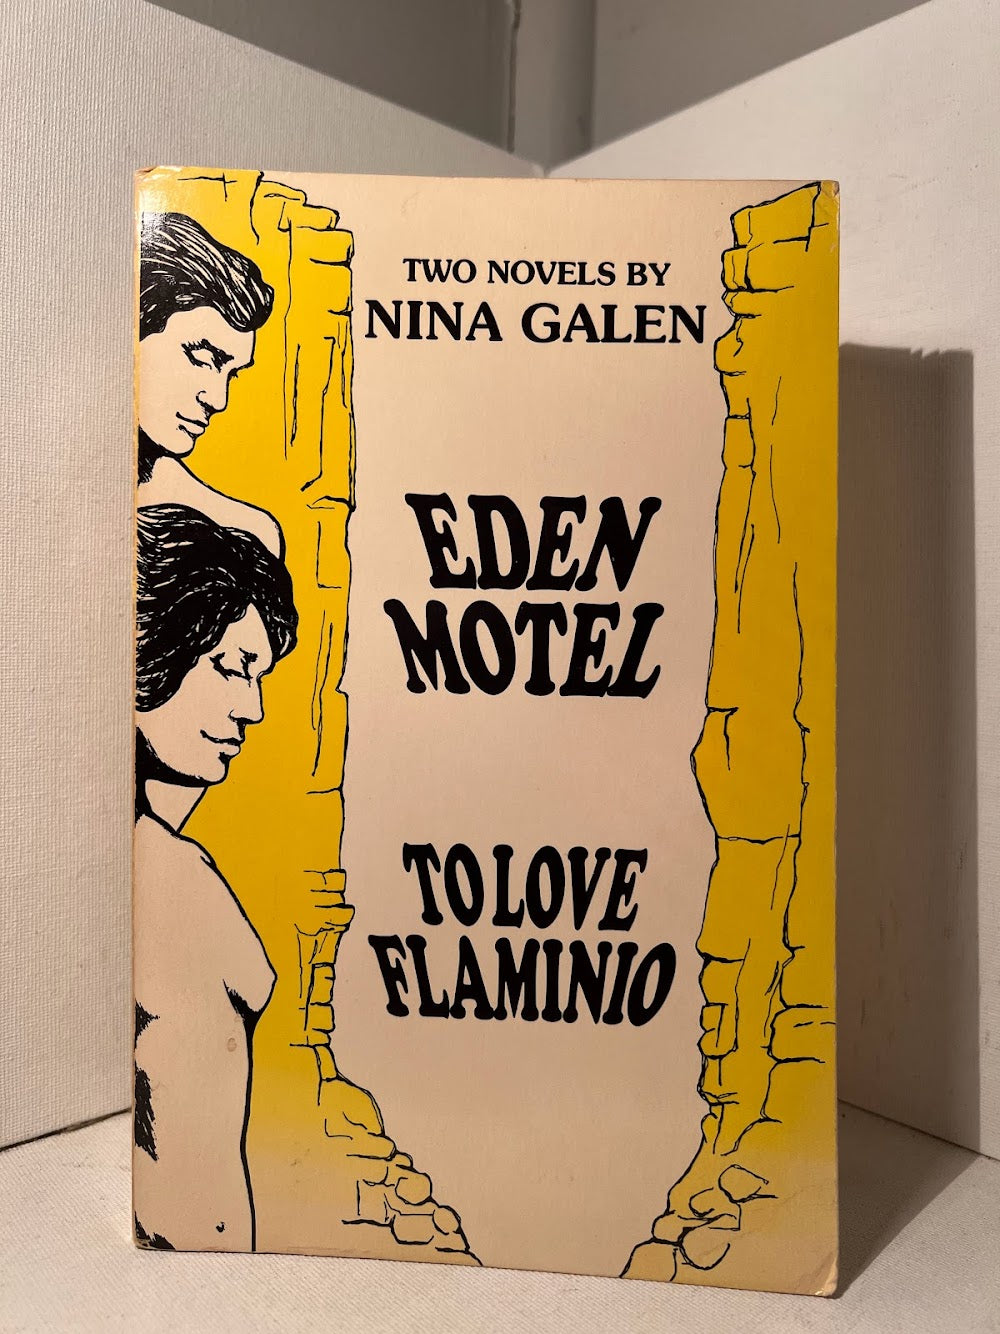 TWO NOVELS BY
NINA GALEN
EDEN
MOTEL
TO LOVE
FLAMINIO